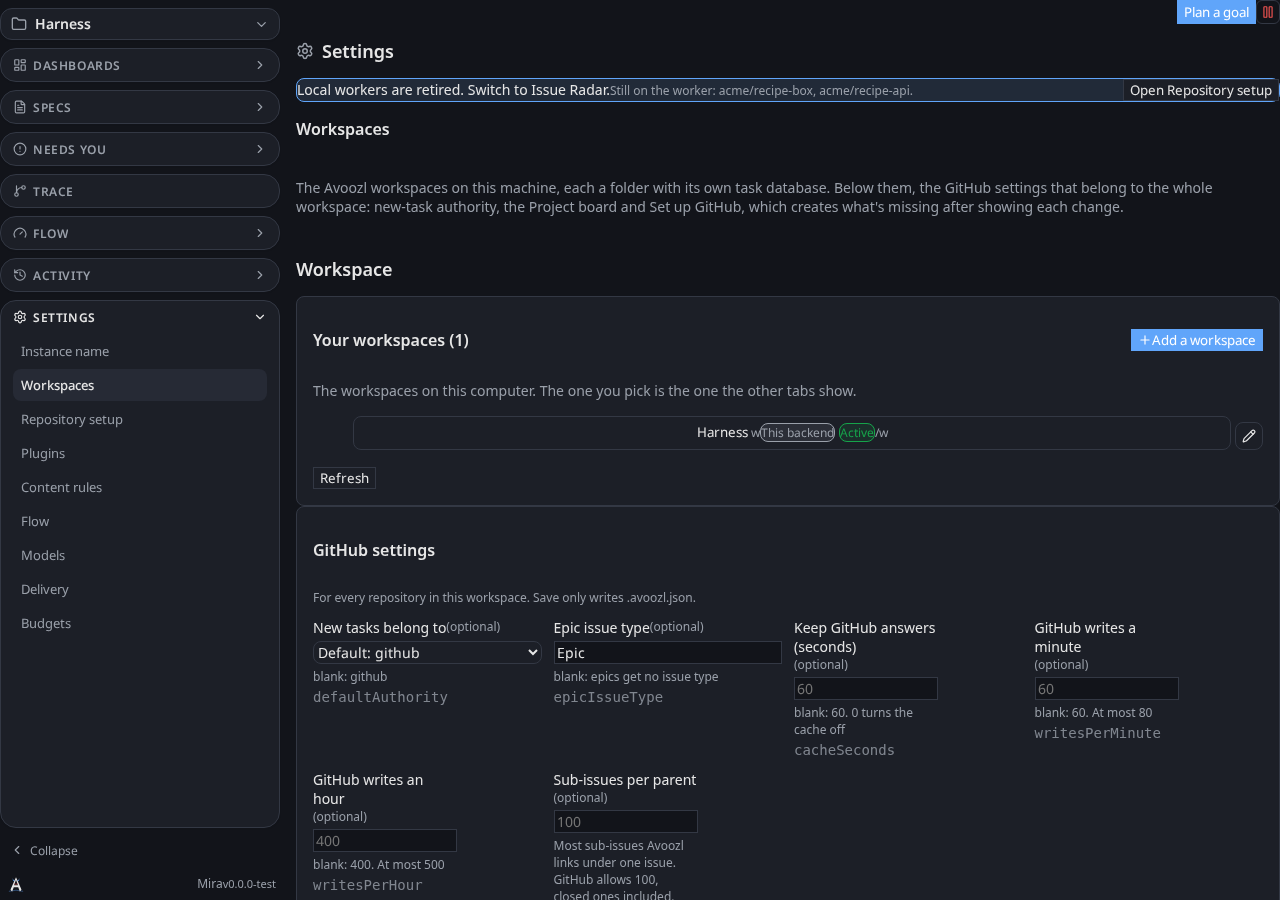 Harness
Plan a goal
DASHBOARDS
SPECS
NEEDS YOU
TRACE
FLOW
ACTIVITY
SETTINGS
Instance name
Workspaces
Repository setup
Plugins
Content rules
Flow
Models
Delivery
Budgets
Collapse
Mirav0.0.0-test
Settings
Local workers are retired. Switch to Issue Radar.Still on the worker: acme/recipe-box, acme/recipe-api.
Open Repository setup
Workspaces
The Avoozl workspaces on this machine, each a folder with its own task database. Below them, the GitHub settings that belong to the whole
workspace: new-task authority, the Project board and Set up GitHub, which creates what's missing after showing each change.
Workspace
Your workspaces (1)
Add a workspace
The workspaces on this computer. The one you pick is the one the other tabs show.
Harness wThis backend Active/w
Refresh
GitHub settings
For every repository in this workspace. Save only writes .avoozl.json.
New tasks belong to(optional)
Default: github
blank: github
defaultAuthority
Epic issue type(optional)
Epic
blank: epics get no issue type
epicIssueType
Keep GitHub answers
(seconds)
(optional)
60
blank: 60. 0 turns the
cache off
cacheSeconds
GitHub writes a
minute
(optional)
60
blank: 60. At most 80
writesPerMinute
GitHub writes an
hour
(optional)
400
blank: 400. At most 500
writesPerHour
Sub-issues per parent
(optional)
100
Most sub-issues Avoozl
links under one issue.
GitHub allows 100,
closed ones included.